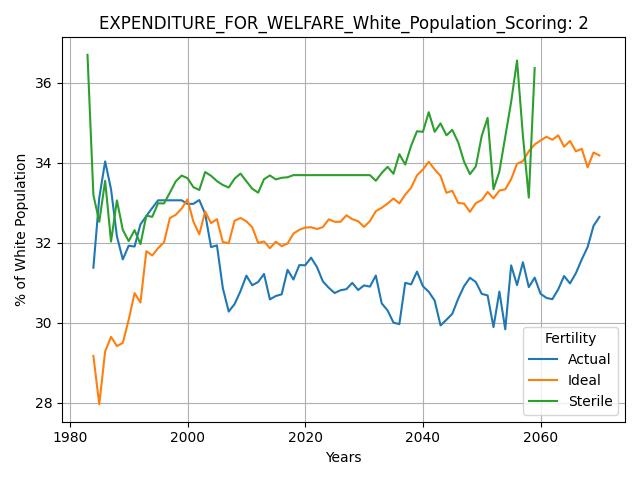 EXPENDITURE_FOR_WELFARE_White_Population_Scoring: 2
% of White Population
36
34
32
30
28
1980
2000
2020
2040
2060
Years
Fertility
Actual
Ideal
Sterile